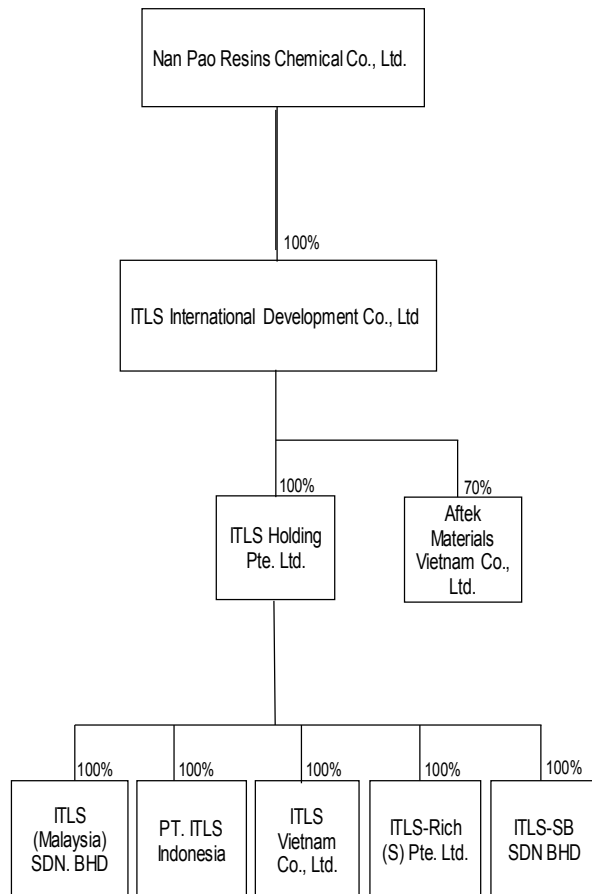 Nan Pao Resins Chemical Co., Ltd.
100%
ITLS International Development Co., Ltd
100%
70%
ITLS Holding
Pte. Ltd.
Aftek
Materials
Vietnam Co.,
Ltd.
100%
100%
100%
100%
100%
ITLS
(Malaysia)
SDN. BHD
PT. ITLS
Indonesia
ITLS
Vietnam
Co., Ltd.
ITLS-Rich
(S) Pte. Ltd.
ITLS-SB
SDN BHD